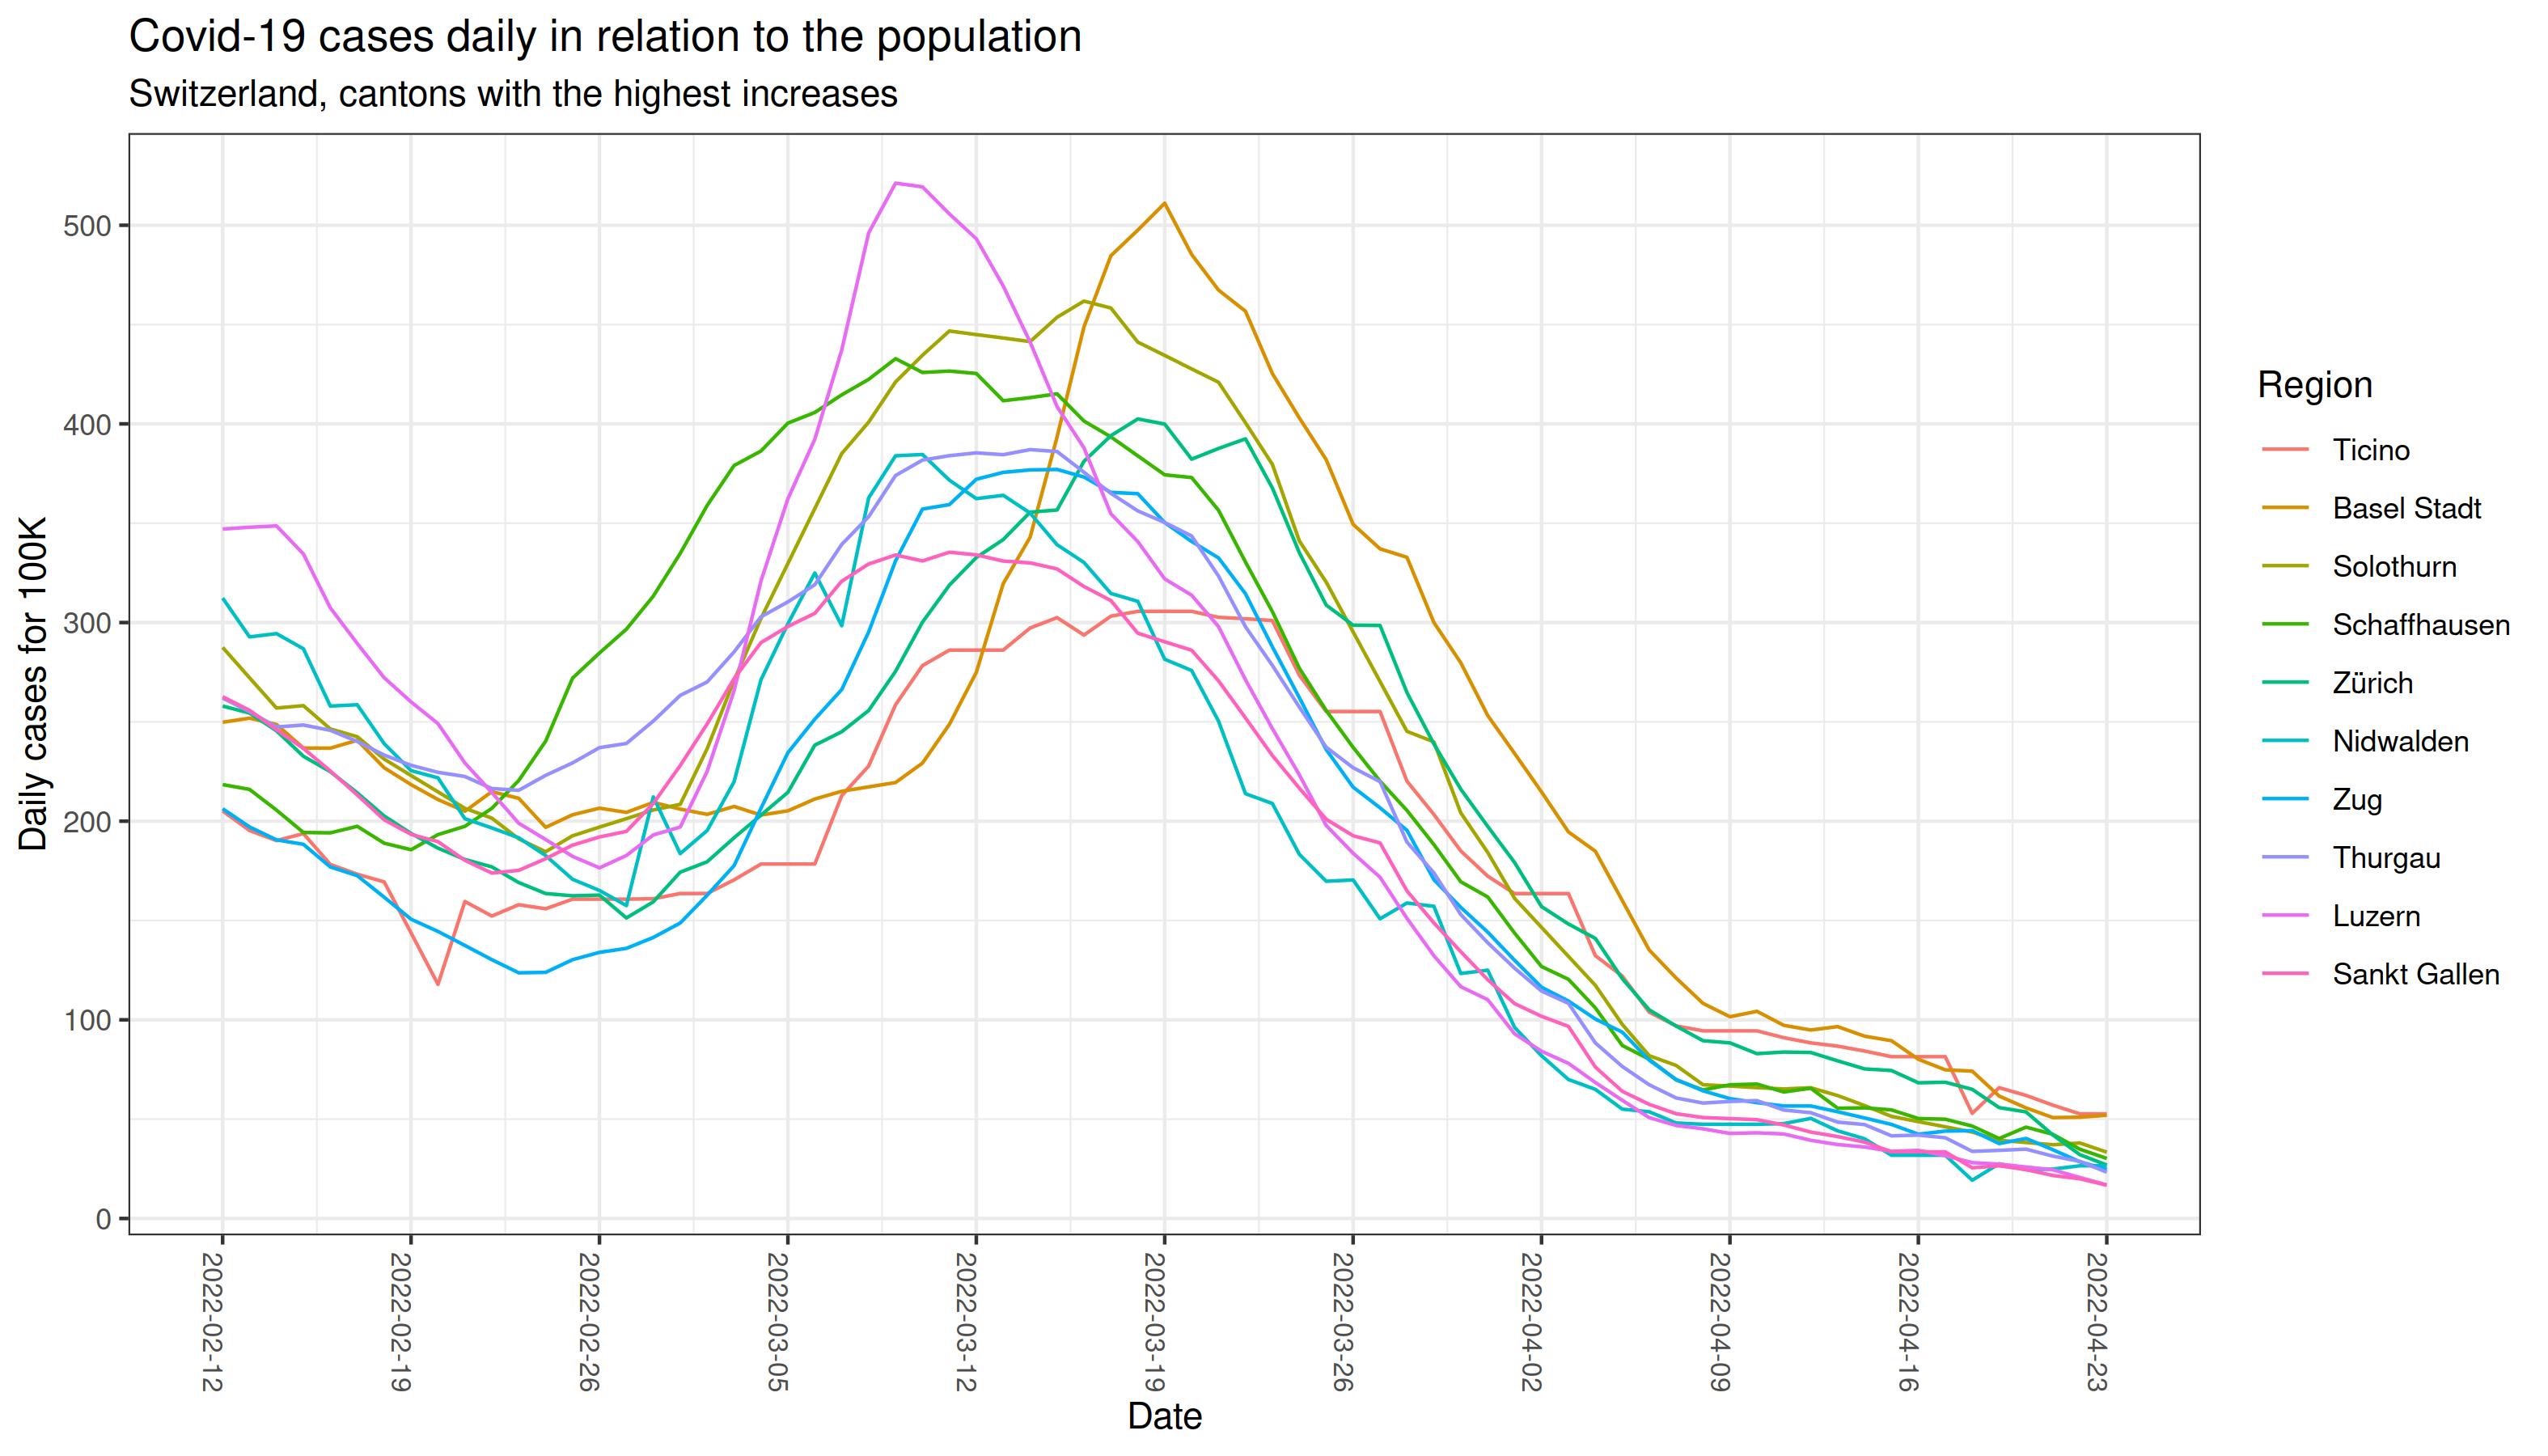 Covid-19 cases daily in relation to the population
Switzerland, cantons with the highest increases
Daily cases for 100K
500
400
300
200
100
0
2022-02-12
2022-02-19
2022-02-26
2022-03-05
2022-03-12
2022-03-19
2022-03-26
2022-04-02
2022-04-09
2022-04-16
2022-04-23
Date
Region
Ticino
Basel Stadt
Solothurn
Schaffhausen
Zürich
Nidwalden
Zug
Thurgau
Luzern
Sankt Gallen